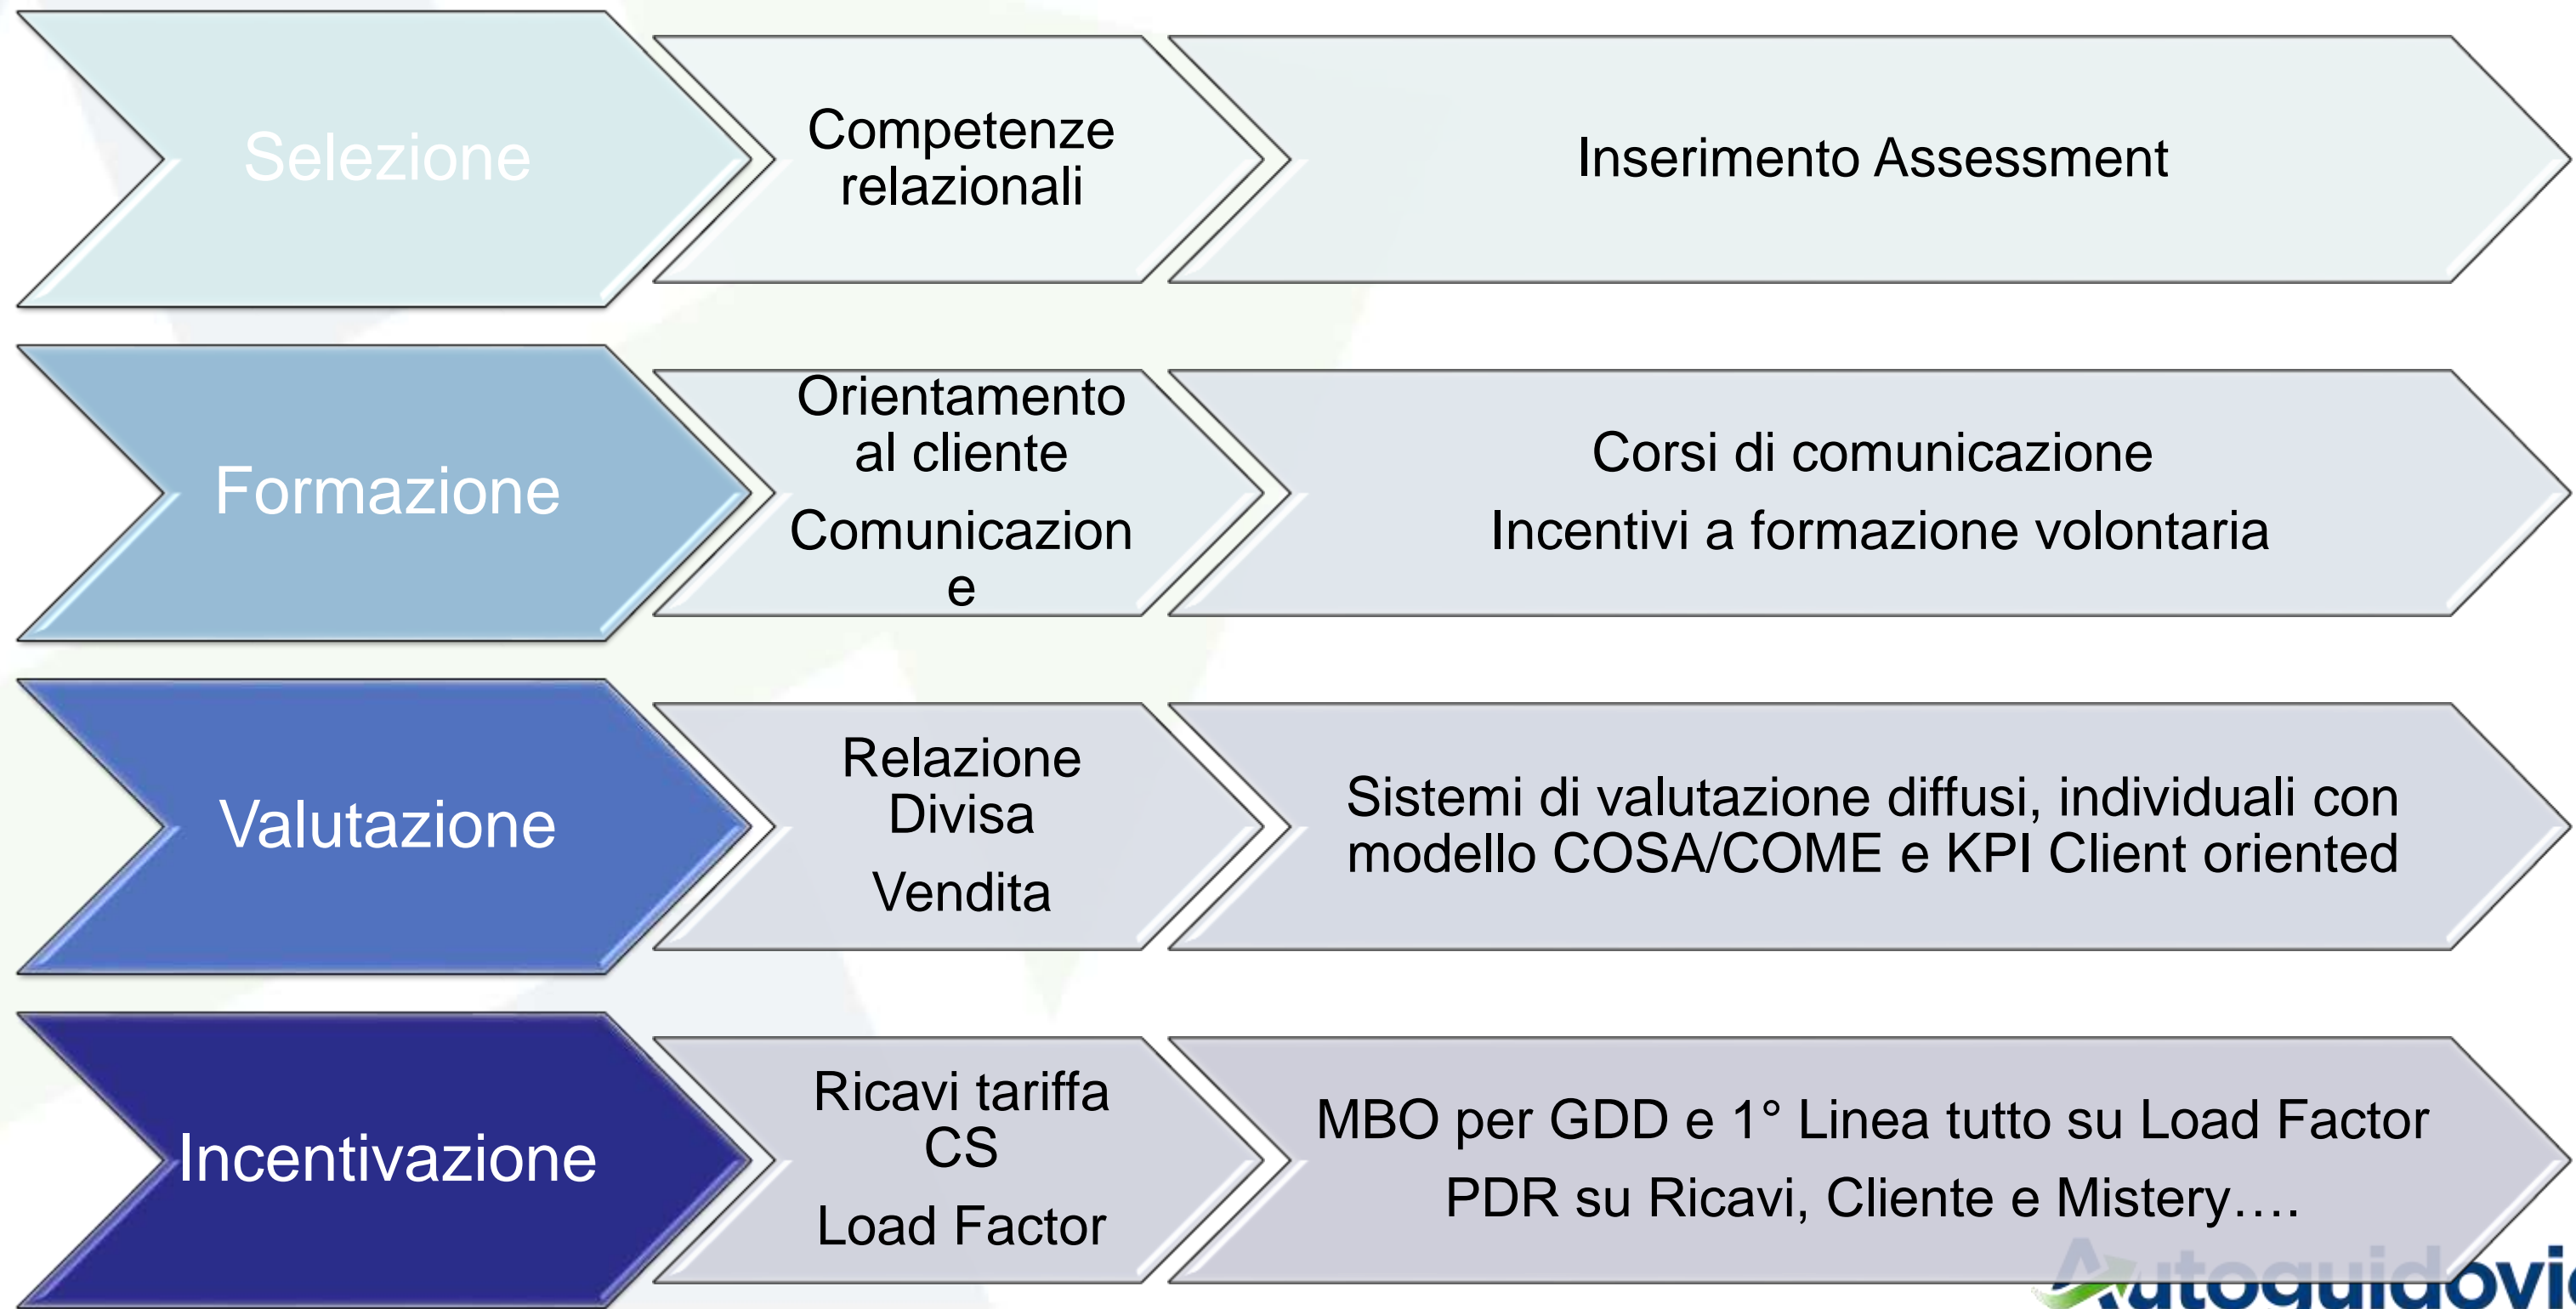 Selezione
Competenze
relazionali
Inserimento Assessment
Formazione
Orientamento
al cliente
Comunicazion
e
Corsi di comunicazione
Incentivi a formazione volontaria
Valutazione
Relazione
Divisa
Vendita
Sistemi di valutazione diffusi, individuali con
modello COSA/COME e KPI Client oriented
Incentivazione
Ricavi tariffa
CS
Load Factor
MBO per GDD e 1° Linea tutto su Load Factor
PDR su Ricavi, Cliente e Mistery….
Autoguidovie